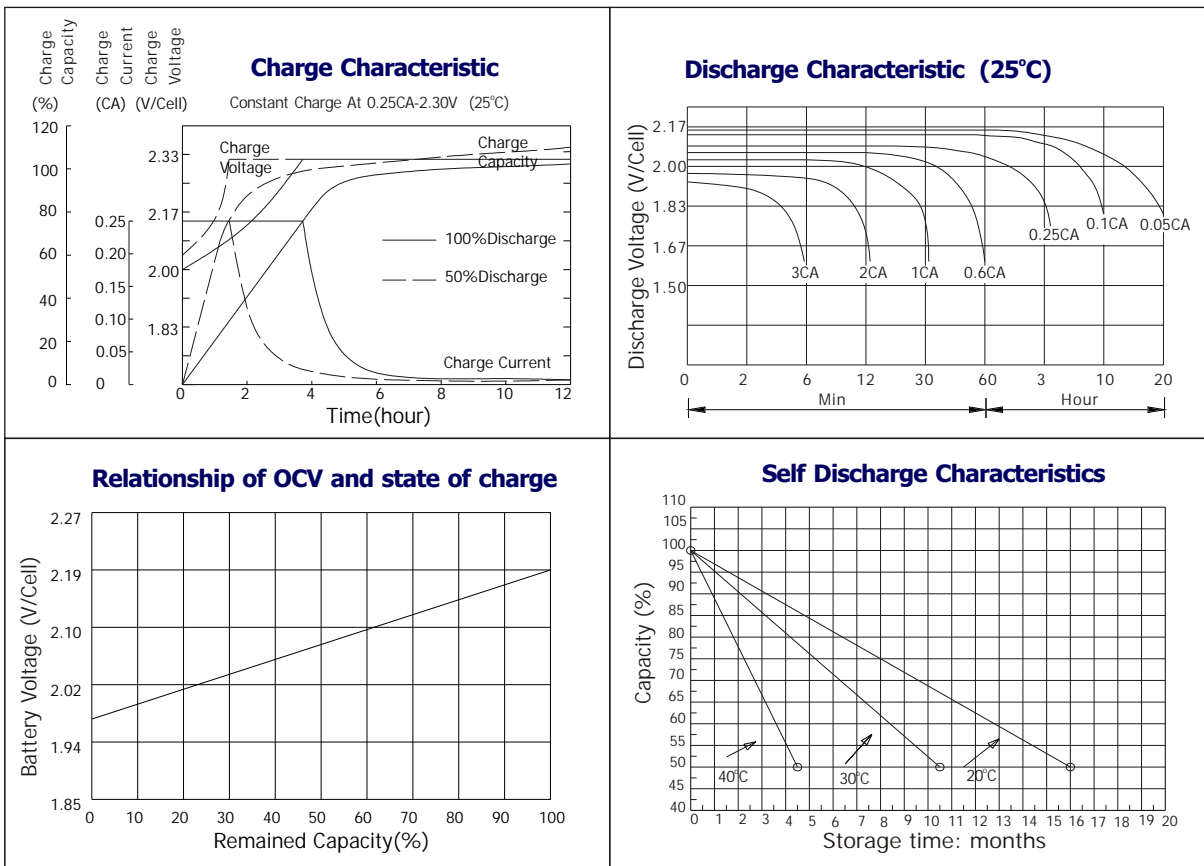 Charge Capacity
Charge Current
Charge Voltage
(%)
(CA)
(V/Cell)
Charge Characteristic
Constant Charge At 0.25CA-2.30V (25°C)
120
100
80
60
40
20
0
0.25
0.20
0.15
0.10
0.05
0
2.33
2.17
2.00
1.83
Charge
Voltage
Charge
Capacity
100%Discharge
50%Discharge
Charge Current
0 2 4 6 8 10 12
Time(hour)
Discharge Characteristic (25°C)
Discharge Voltage (V/Cell)
2.17
2.00
1.83
1.67
1.50
3CA 2CA 1CA 0.6CA 0.25CA 0.1CA 0.05CA
0 2 6 12 30 60 3 10 20
Min Hour
Relationship of OCV and state of charge
Battery Voltage (V/Cell)
2.27
2.19
2.10
2.02
1.94
1.85
0 10 20 30 40 50 60 70 80 90 100
Remained Capacity(%)
Self Discharge Characteristics
Capacity (%)
110
105
100
95
90
85
80
75
70
65
60
55
50
45
40
40°C 30°C 20°C
0 1 2 3 4 5 6 7 8 9 10 11 12 13 14 15 16 17 18 19 20
Storage time: months